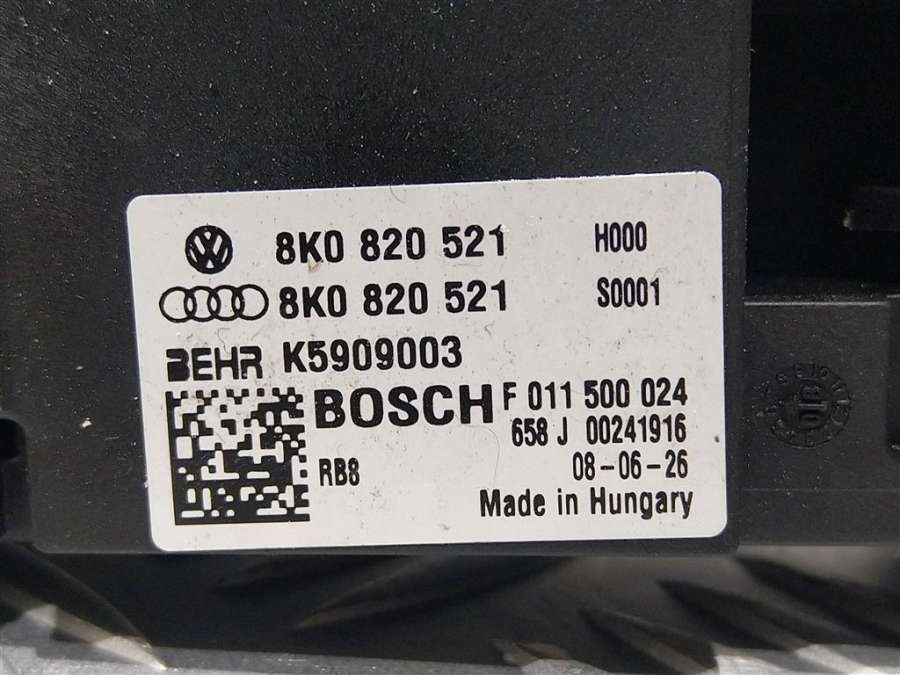 8K0 820 521 H000
8K0 820 521 S0001
BEHR K5909003
BOSCH F 011 500 024
658 J 00241916
RB8 08-06-26
Made in Hungary